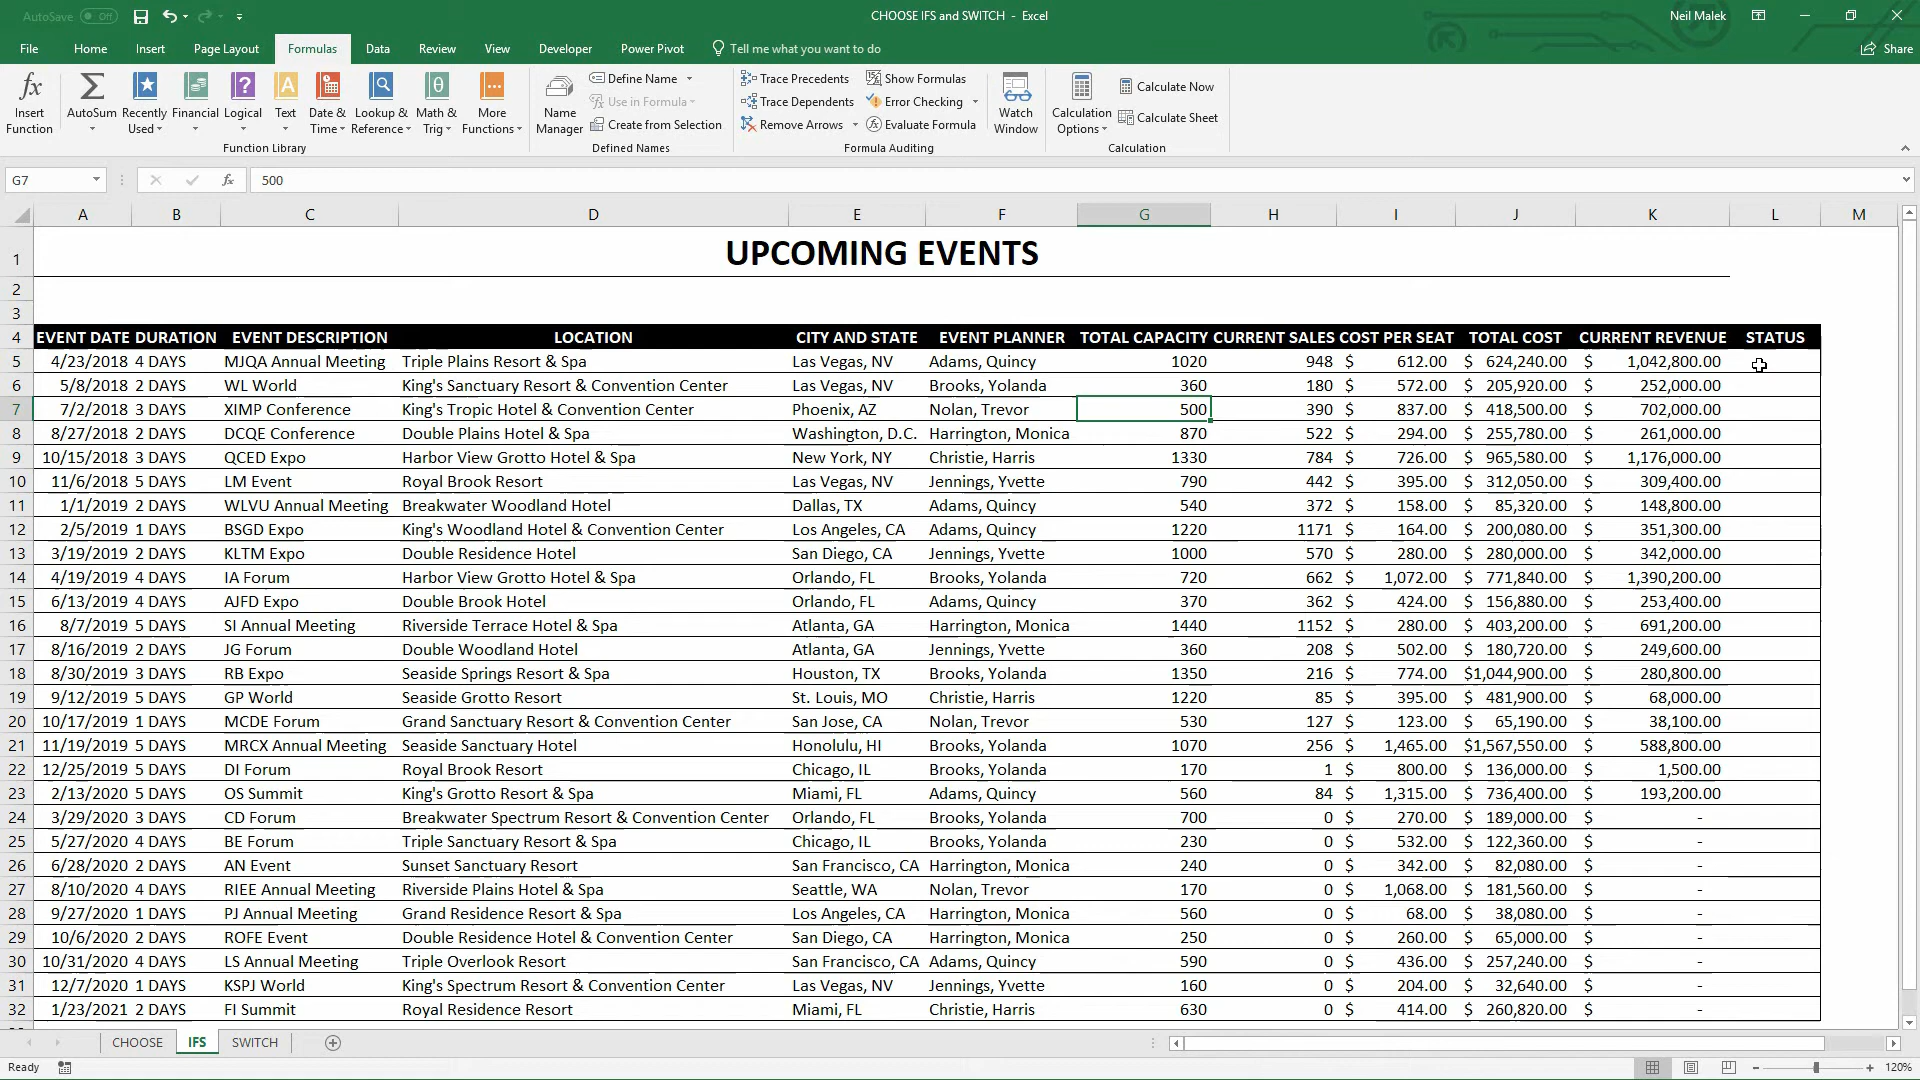 AutoSave Off CHOOSE IFS and SWITCH - Excel Neil Malek
File Home Insert Page Layout Formulas Data Review View Developer Power Pivot Tell me what you want to do Share
Insert Function AutoSum Recently Used Financial Logical Text Date & Time Lookup & Reference Math & Trig More Functions Name Manager Define Name Use in Formula Create from Selection Trace Precedents Trace Dependents Remove Arrows Show Formulas Error Checking Evaluate Formula Watch Window Calculation Options Calculate Now Calculate Sheet
Function Library Defined Names Formula Auditing Calculation
G7 fx 500
A B C D E F G H I J K L M
1 UPCOMING EVENTS
2
3
4 EVENT DATE DURATION EVENT DESCRIPTION LOCATION CITY AND STATE EVENT PLANNER TOTAL CAPACITY CURRENT SALES COST PER SEAT TOTAL COST CURRENT REVENUE STATUS
5 4/23/2018 4 DAYS MJQA Annual Meeting Triple Plains Resort & Spa Las Vegas, NV Adams, Quincy 1020 948 $ 612.00 $ 624,240.00 $ 1,042,800.00
6 5/8/2018 2 DAYS WL World King's Sanctuary Resort & Convention Center Las Vegas, NV Brooks, Yolanda 360 180 $ 572.00 $ 205,920.00 $ 252,000.00
7 7/2/2018 3 DAYS XIMP Conference King's Tropic Hotel & Convention Center Phoenix, AZ Nolan, Trevor 500 390 $ 837.00 $ 418,500.00 $ 702,000.00
8 8/27/2018 2 DAYS DCQE Conference Double Plains Hotel & Spa Washington, D.C. Harrington, Monica 870 522 $ 294.00 $ 255,780.00 $ 261,000.00
9 10/15/2018 3 DAYS QCED Expo Harbor View Grotto Hotel & Spa New York, NY Christie, Harris 1330 784 $ 726.00 $ 965,580.00 $ 1,176,000.00
10 11/6/2018 5 DAYS LM Event Royal Brook Resort Las Vegas, NV Jennings, Yvette 790 442 $ 395.00 $ 312,050.00 $ 309,400.00
11 1/1/2019 2 DAYS WLVU Annual Meeting Breakwater Woodland Hotel Dallas, TX Adams, Quincy 540 372 $ 158.00 $ 85,320.00 $ 148,800.00
12 2/5/2019 1 DAYS BSGD Expo King's Woodland Hotel & Convention Center Los Angeles, CA Adams, Quincy 1220 1171 $ 164.00 $ 200,080.00 $ 351,300.00
13 3/19/2019 2 DAYS KLTM Expo Double Residence Hotel San Diego, CA Jennings, Yvette 1000 570 $ 280.00 $ 280,000.00 $ 342,000.00
14 4/19/2019 4 DAYS IA Forum Harbor View Grotto Hotel & Spa Orlando, FL Brooks, Yolanda 720 662 $ 1,072.00 $ 771,840.00 $ 1,390,200.00
15 6/13/2019 4 DAYS AJFD Expo Double Brook Hotel Orlando, FL Adams, Quincy 370 362 $ 424.00 $ 156,880.00 $ 253,400.00
16 8/7/2019 5 DAYS SI Annual Meeting Riverside Terrace Hotel & Spa Atlanta, GA Harrington, Monica 1440 1152 $ 280.00 $ 403,200.00 $ 691,200.00
17 8/16/2019 2 DAYS JG Forum Double Woodland Hotel Atlanta, GA Jennings, Yvette 360 208 $ 502.00 $ 180,720.00 $ 249,600.00
18 8/30/2019 3 DAYS RB Expo Seaside Springs Resort & Spa Houston, TX Brooks, Yolanda 1350 216 $ 774.00 $1,044,900.00 $ 280,800.00
19 9/12/2019 5 DAYS GP World Seaside Grotto Resort St. Louis, MO Christie, Harris 1220 85 $ 395.00 $ 481,900.00 $ 68,000.00
20 10/17/2019 1 DAYS MCDE Forum Grand Sanctuary Resort & Convention Center San Jose, CA Nolan, Trevor 530 127 $ 123.00 $ 65,190.00 $ 38,100.00
21 11/19/2019 5 DAYS MRCX Annual Meeting Seaside Sanctuary Hotel Honolulu, HI Brooks, Yolanda 1070 256 $ 1,465.00 $1,567,550.00 $ 588,800.00
22 12/25/2019 5 DAYS DI Forum Royal Brook Resort Chicago, IL Brooks, Yolanda 170 1 $ 800.00 $ 136,000.00 $ 1,500.00
23 2/13/2020 5 DAYS OS Summit King's Grotto Resort & Spa Miami, FL Adams, Quincy 560 84 $ 1,315.00 $ 736,400.00 $ 193,200.00
24 3/29/2020 3 DAYS CD Forum Breakwater Spectrum Resort & Convention Center Orlando, FL Brooks, Yolanda 700 0 $ 270.00 $ 189,000.00 $ -
25 5/27/2020 4 DAYS BE Forum Triple Sanctuary Resort & Spa Chicago, IL Brooks, Yolanda 230 0 $ 532.00 $ 122,360.00 $ -
26 6/28/2020 2 DAYS AN Event Sunset Sanctuary Resort San Francisco, CA Harrington, Monica 240 0 $ 342.00 $ 82,080.00 $ -
27 8/10/2020 4 DAYS RIEE Annual Meeting Riverside Plains Hotel & Spa Seattle, WA Nolan, Trevor 170 0 $ 1,068.00 $ 181,560.00 $ -
28 9/27/2020 1 DAYS PJ Annual Meeting Grand Residence Resort & Spa Los Angeles, CA Harrington, Monica 560 0 $ 68.00 $ 38,080.00 $ -
29 10/6/2020 2 DAYS ROFE Event Double Residence Hotel & Convention Center San Diego, CA Harrington, Monica 250 0 $ 260.00 $ 65,000.00 $ -
30 10/31/2020 4 DAYS LS Annual Meeting Triple Overlook Resort San Francisco, CA Adams, Quincy 590 0 $ 436.00 $ 257,240.00 $ -
31 12/7/2020 1 DAYS KSPJ World King's Spectrum Resort & Convention Center Las Vegas, NV Jennings, Yvette 160 0 $ 204.00 $ 32,640.00 $ -
32 1/23/2021 2 DAYS FI Summit Royal Residence Resort Miami, FL Christie, Harris 630 0 $ 414.00 $ 260,820.00 $ -
CHOOSE IFS SWITCH
Ready 120%